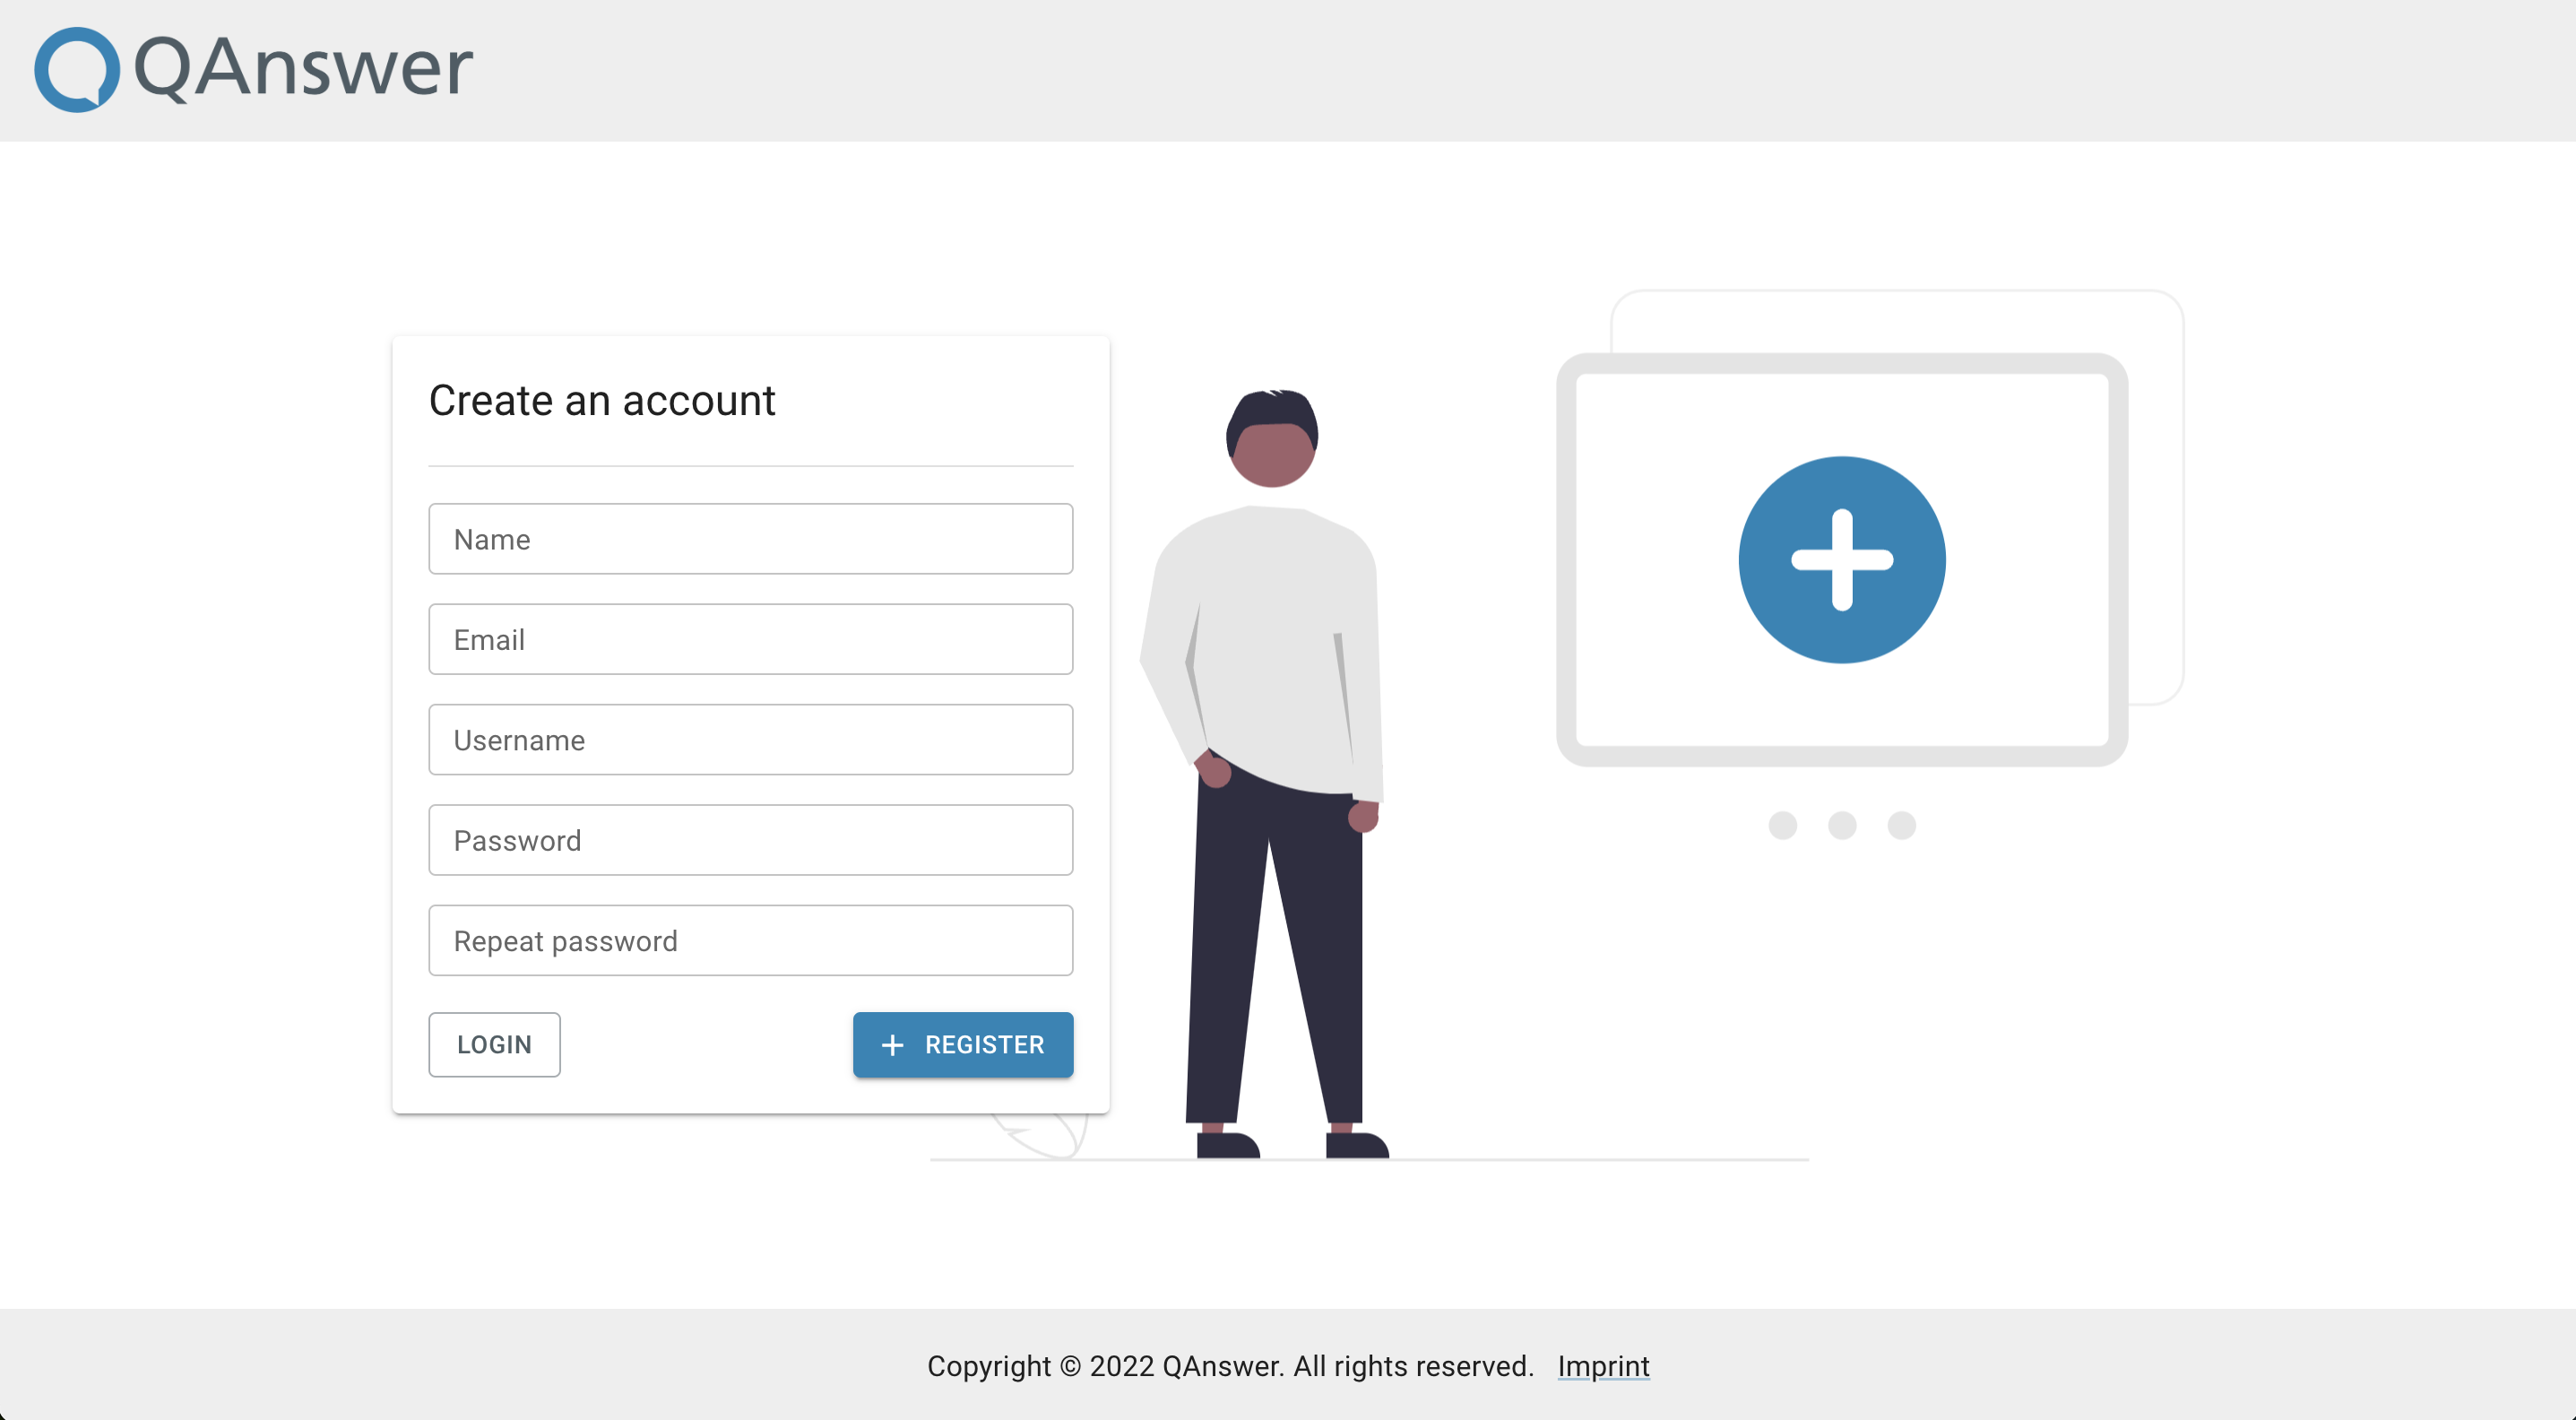 QAnswer
Create an account
Name
Email
Username
Password
Repeat password
LOGIN
REGISTER
Copyright © 2022 QAnswer. All rights reserved. Imprint